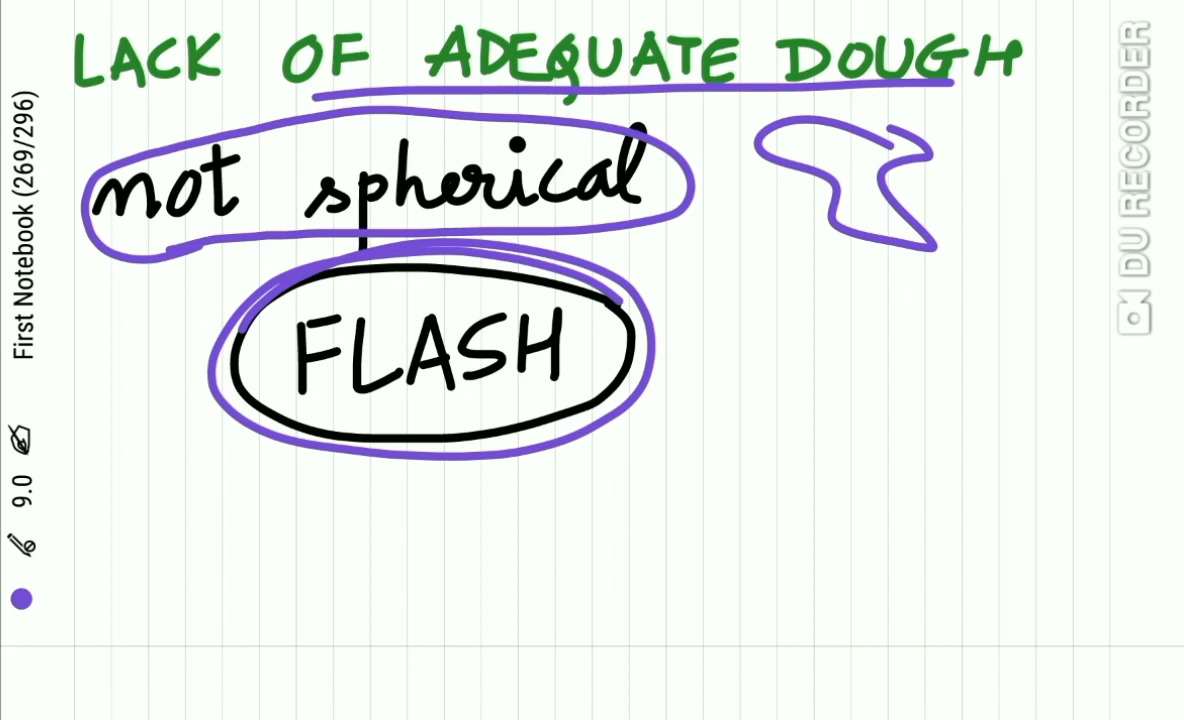 LACK OF ADEQUATE DOUGH
not spherical
FLASH
First Notebook (269/296)
9.0
DU RECORDER